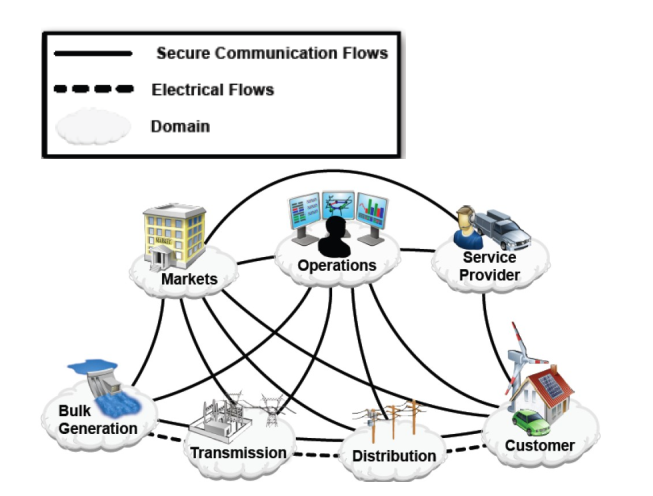 Secure Communication Flows
Electrical Flows
Domain
Markets
Operations
Service
Provider
Bulk
Generation
Transmission
Distribution
Customer